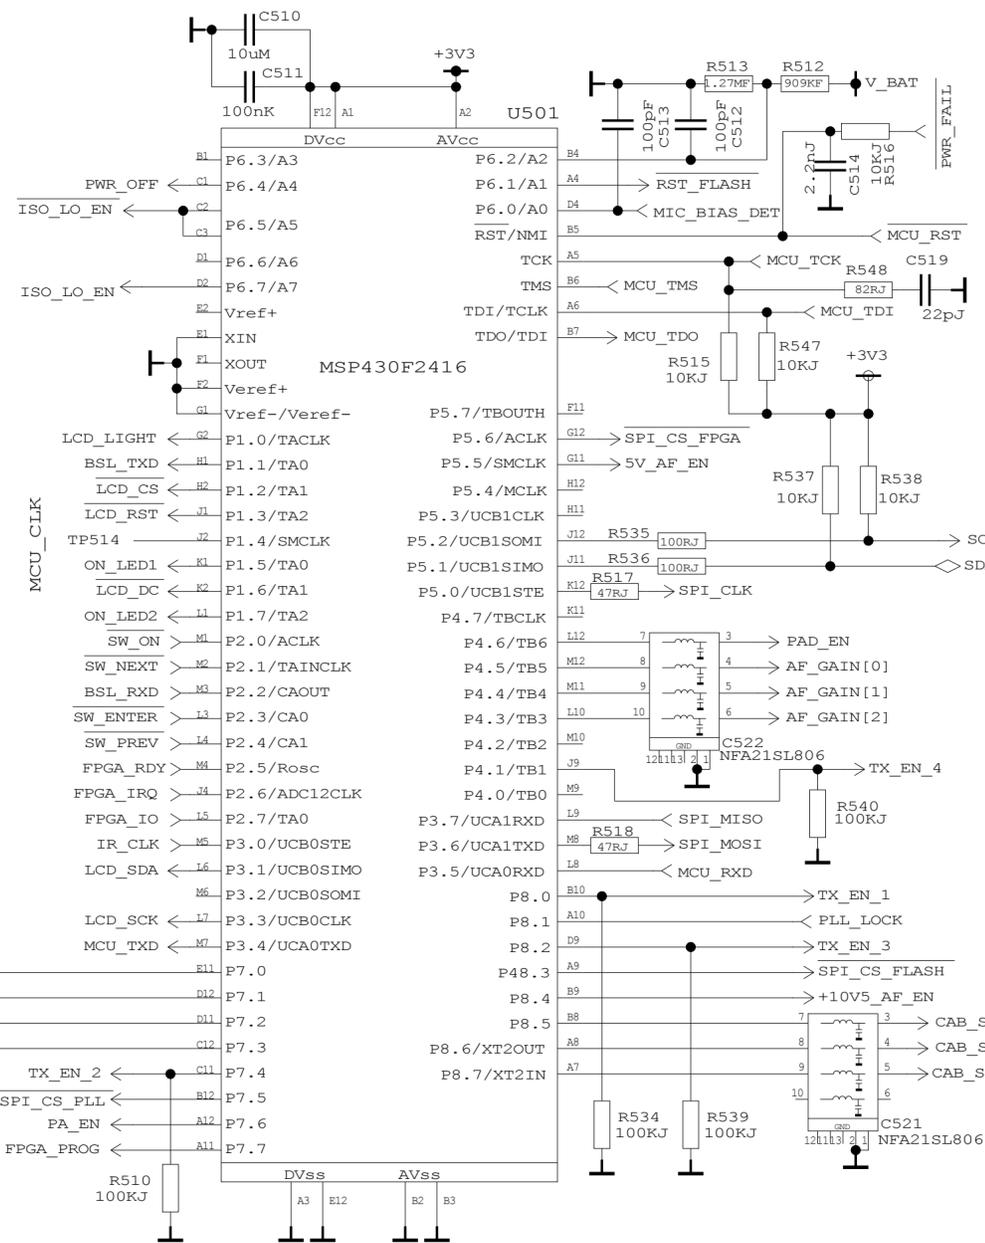 C510
10uM
+3V3
C511
100nK
F12 A1 A2
U501
DVcc AVcc
R513 R512
1.27MF 909KF
V_BAT
100pF
C513
100pF
C512
2.2nJ
C514
10KJ
R516
PWR_FAIL
B1 P6.3/A3
PWR_OFF C1 P6.4/A4
ISO_LO_EN C2
C3 P6.5/A5
D1 P6.6/A6
ISO_LO_EN D2 P6.7/A7
E2 Vref+
E1 XIN
F1 XOUT
F2 Veref+
G1 Vref-/Veref-
LCD_LIGHT G2 P1.0/TACLK
BSL_TXD H1 P1.1/TA0
LCD_CS H2 P1.2/TA1
LCD_RST J1 P1.3/TA2
TP514 J2 P1.4/SMCLK
ON_LED1 K1 P1.5/TA0
LCD_DC K2 P1.6/TA1
ON_LED2 L1 P1.7/TA2
SW_ON M1 P2.0/ACLK
SW_NEXT M2 P2.1/TAINCLK
BSL_RXD M3 P2.2/CAOUT
SW_ENTER L3 P2.3/CA0
SW_PREV L4 P2.4/CA1
FPGA_RDY M4 P2.5/Rosc
FPGA_IRQ J4 P2.6/ADC12CLK
FPGA_IO L5 P2.7/TA0
IR_CLK M5 P3.0/UCB0STE
LCD_SDA L6 P3.1/UCB0SIMO
M6 P3.2/UCB0SOMI
LCD_SCK L7 P3.3/UCB0CLK
MCU_TXD M7 P3.4/UCA0TXD
E11 P7.0
D12 P7.1
D11 P7.2
C12 P7.3
TX_EN_2 C11 P7.4
SPI_CS_PLL B12 P7.5
PA_EN A12 P7.6
FPGA_PROG A11 P7.7
R510
100KJ
MCU_CLK
MSP430F2416
P6.2/A2 B4
P6.1/A1 A4 RST_FLASH
P6.0/A0 D4 MIC_BIAS_DET
RST/NMI B5 MCU_RST
TCK A5 MCU_TCK
TMS B6 MCU_TMS
TDI/TCLK A6 MCU_TDI
TDO/TDI B7 MCU_TDO
R548
82RJ
C519
22pJ
R515
10KJ
R547
10KJ
+3V3
P5.7/TBOUTH F11
P5.6/ACLK G12 SPI_CS_FPGA
P5.5/SMCLK G11 5V_AF_EN
P5.4/MCLK H12
P5.3/UCB1CLK H11
R537
10KJ
R538
10KJ
P5.2/UCB1SOMI J12 R535 100RJ SC
P5.1/UCB1SIMO J11 R536 100RJ SD
P5.0/UCB1STE K12 R517 47RJ SPI_CLK
P4.7/TBCLK K11
P4.6/TB6 L12 7 3 PAD_EN
P4.5/TB5 M12 8 4 AF_GAIN[0]
P4.4/TB4 M11 9 5 AF_GAIN[1]
P4.3/TB3 L10 10 6 AF_GAIN[2]
P4.2/TB2 M10
GND
12 11 13 2 1
C522
NFA21SL806
P4.1/TB1 J9 TX_EN_4
P4.0/TB0 M9
R540
100KJ
P3.7/UCA1RXD L9 SPI_MISO
P3.6/UCA1TXD M8 R518 47RJ SPI_MOSI
P3.5/UCA0RXD L8 MCU_RXD
P8.0 B10 TX_EN_1
P8.1 A10 PLL_LOCK
P8.2 D9 TX_EN_3
P48.3 A9 SPI_CS_FLASH
P8.4 B9 +10V5_AF_EN
P8.5 B8 7 3 CAB_S
P8.6/XT2OUT A8 8 4 CAB_S
P8.7/XT2IN A7 9 5 CAB_S
10 6
GND
12 11 13 2 1
C521
NFA21SL806
R534
100KJ
R539
100KJ
DVss AVss
A3 E12 B2 B3